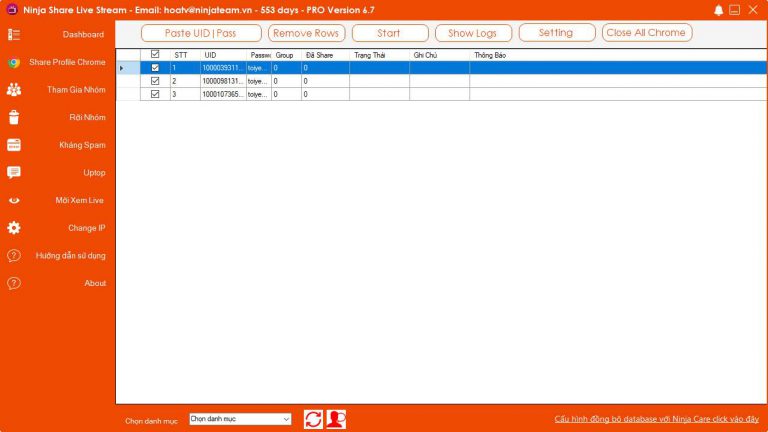 Ninja Share Live Stream - Email: hoatv@ninjateam.vn - 553 days - PRO Version 6.7
Dashboard
Share Profile Chrome
Tham Gia Nhóm
Rời Nhóm
Kháng Spam
Uptop
Mời Xem Live
Change IP
Hướng dẫn sử dụng
About
Paste UID|Pass Remove Rows Start Show Logs Setting Close All Chrome
STT UID Passwo Group Đã Share Trạng Thái Ghi Chú Thông Báo
1 1000039311... toiye... 0 0
2 1000098131... toiye... 0 0
3 1000107365... toiye... 0 0
Chọn danh mục Chọn danh mục Cấu hình đồng bộ database với Ninja Care click vào đây